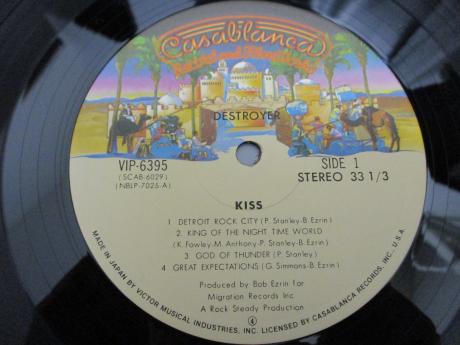 Casablanca
Record and FilmWorks
DESTROYER
VIP-6395
(SCAB-6029)
(NBLP-7025-A)
SIDE 1
STEREO 33 1/3
KISS
1 DETROIT ROCK CITY (P. Stanley-B. Ezrin)
2. KING OF THE NIGHT TIME WORLD
(K. Fowley-M. Anthony-P. Stanley-B. Ezrin)
3 GOD OF THUNDER (P. Stanley)
4 GREAT EXPECTATIONS (G. Simmons-B. Ezrin)
Produced by Bob Ezrin For
Migration Records Inc
A Rock Steady Production
MADE IN JAPAN BY VICTOR MUSICAL INDUSTRIES, INC. LICENSED BY CASABLANCA RECORDS, INC., U.S.A.